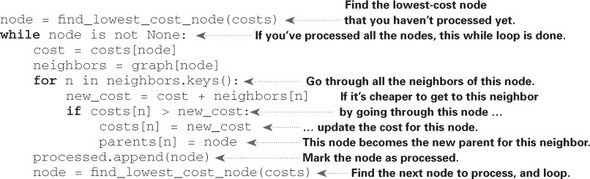 Find the lowest-cost node
node = find_lowest_cost_node(costs) that you haven't processed yet.
while node is not None: If you've processed all the nodes, this while loop is done.
cost = costs[node]
neighbors = graph[node]
for n in neighbors.keys(): Go through all the neighbors of this node.
new_cost = cost + neighbors[n] If it's cheaper to get to this neighbor
if costs[n] > new_cost: by going through this node ...
costs[n] = new_cost ... update the cost for this node.
parents[n] = node This node becomes the new parent for this neighbor.
processed.append(node) Mark the node as processed.
node = find_lowest_cost_node(costs) Find the next node to process, and loop.